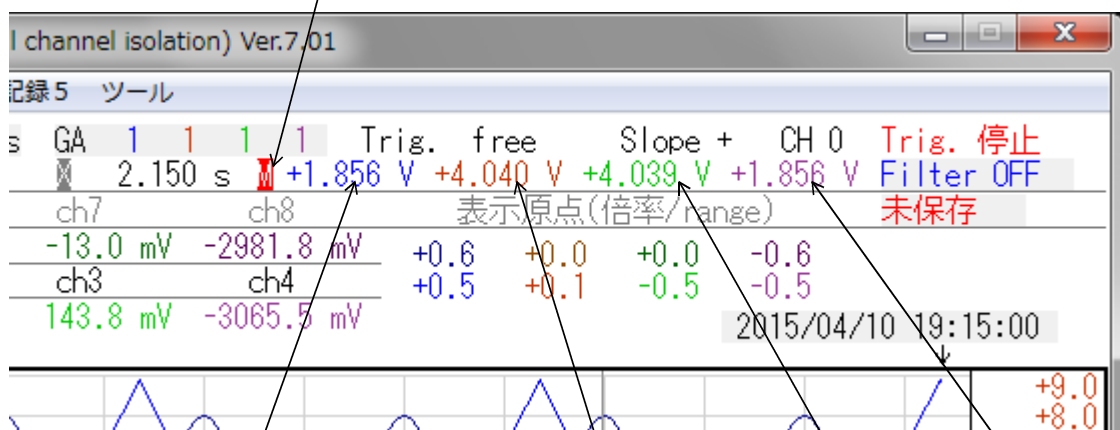 l channel isolation) Ver.7.01
記録5 ツール
s GA 1 1 1 1 Trig. free Slope + CH 0 Trig. 停止
2.150 s M +1.856 V +4.040 V +4.039 V +1.856 V Filter OFF
ch7 ch8 表示原点(倍率/range) 未保存
-13.0 mV -2981.8 mV +0.6 +0.0 +0.0 -0.6
ch3 ch4 +0.5 +0.1 -0.5 -0.5
143.8 mV -3065.5 mV
2015/04/10 19:15:00
+9.0
+8.0